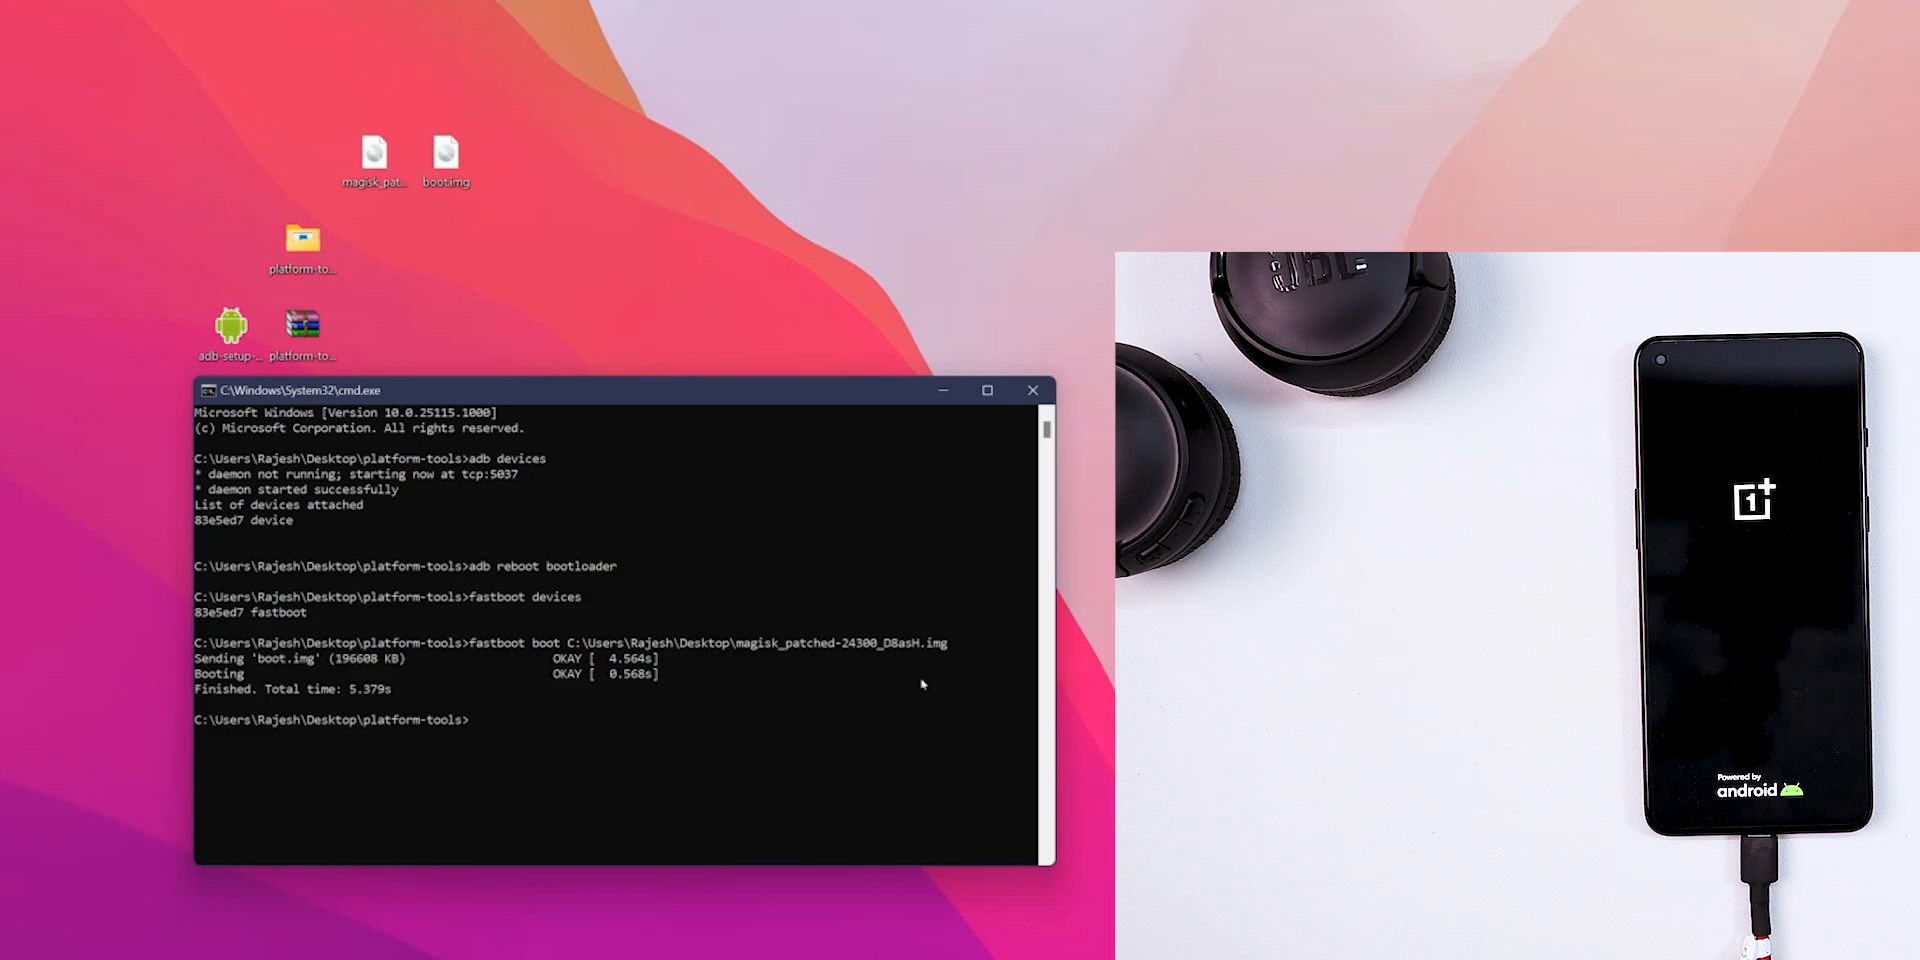 magisk_pat...
boot.img
platform-to...
adb-setup-...
platform-to...
C:\Windows\System32\cmd.exe
Microsoft Windows [Version 10.0.25115.1000]
(c) Microsoft Corporation. All rights reserved.
C:\Users\Rajesh\Desktop\platform-tools>adb devices
* daemon not running; starting now at tcp:5037
* daemon started successfully
List of devices attached
83e5ed7 device
C:\Users\Rajesh\Desktop\platform-tools>adb reboot bootloader
C:\Users\Rajesh\Desktop\platform-tools>fastboot devices
83e5ed7 fastboot
C:\Users\Rajesh\Desktop\platform-tools>fastboot boot C:\Users\Rajesh\Desktop\magisk_patched-24300_D8asH.img
Sending 'boot.img' (196608 KB) OKAY [ 4.564s]
Booting OKAY [ 0.568s]
Finished. Total time: 5.379s
C:\Users\Rajesh\Desktop\platform-tools>
JBL
1+
Powered by
android